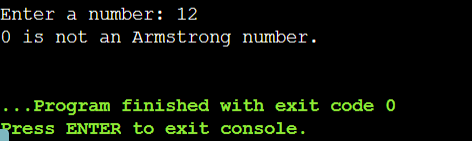 Enter a number: 12
0 is not an Armstrong number.
...Program finished with exit code 0
Press ENTER to exit console.